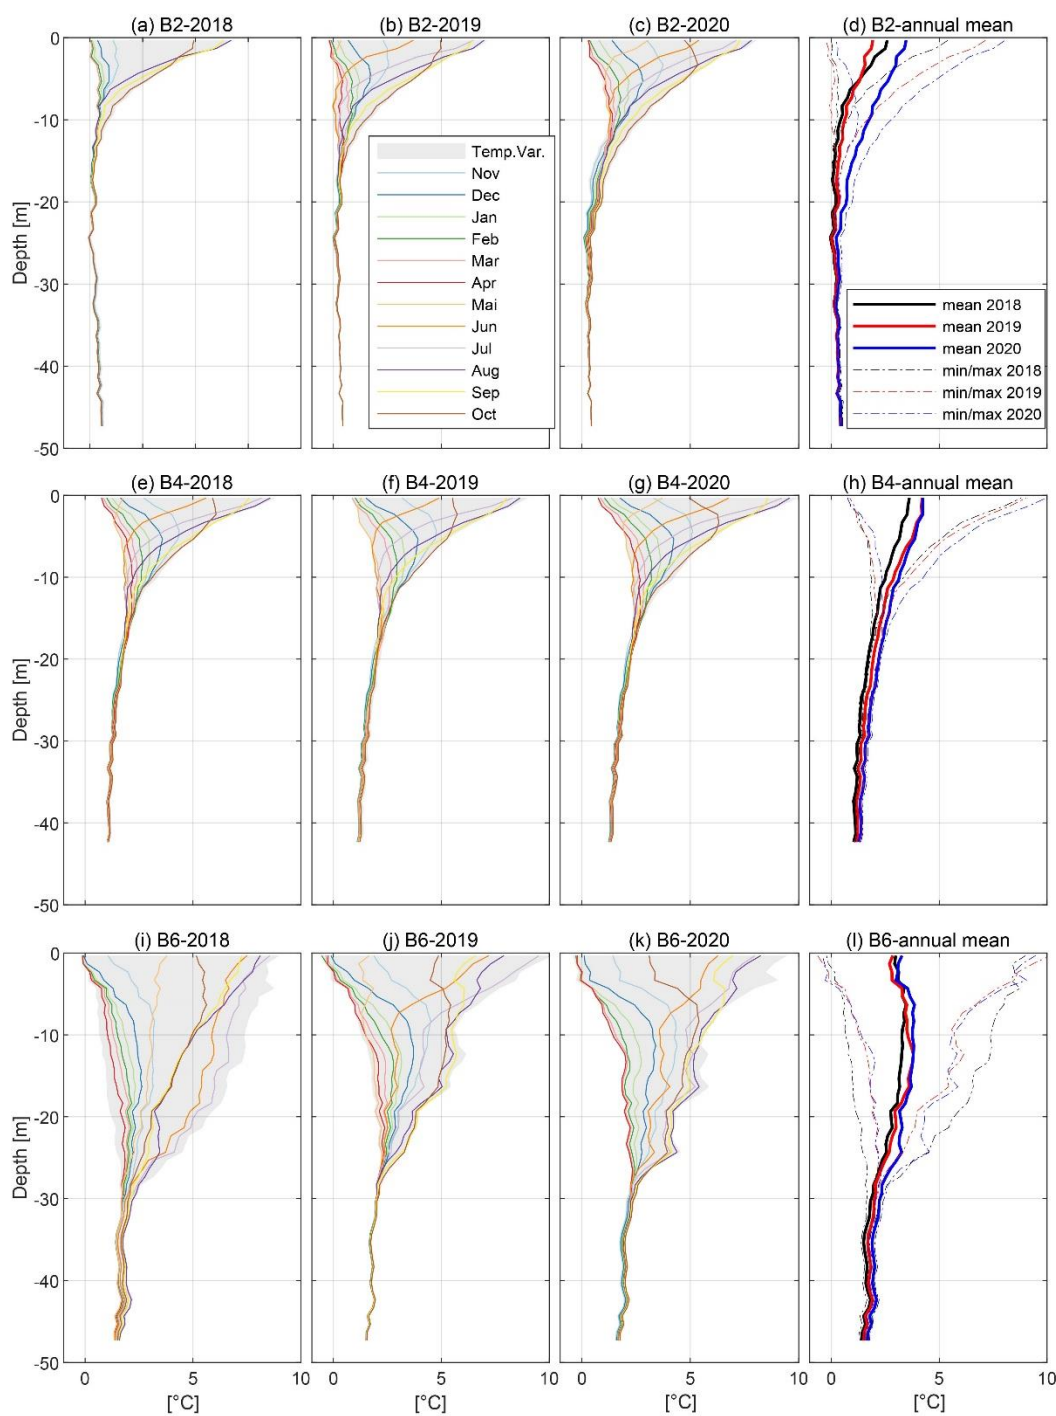 (a) B2-2018
(b) B2-2019
(c) B2-2020
(d) B2-annual mean
0
-10
-20
-30
-40
-50
Depth [m]
Temp.Var.
Nov
Dec
Jan
Feb
Mar
Apr
Mai
Jun
Jul
Aug
Sep
Oct
mean 2018
mean 2019
mean 2020
min/max 2018
min/max 2019
min/max 2020
(e) B4-2018
(f) B4-2019
(g) B4-2020
(h) B4-annual mean
0
-10
-20
-30
-40
-50
Depth [m]
(i) B6-2018
(j) B6-2019
(k) B6-2020
(l) B6-annual mean
0
-10
-20
-30
-40
-50
Depth [m]
0 5 10
0 5 10
0 5 10
0 5 10
[°C]
[°C]
[°C]
[°C]